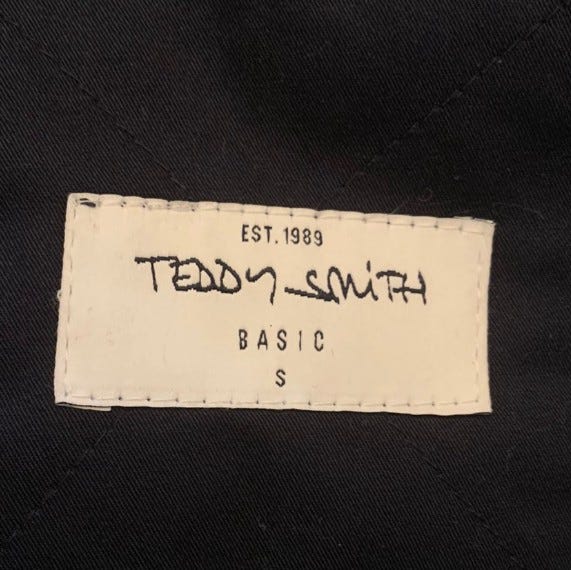 EST. 1989
TEDDY SMiTH
BASIC
S